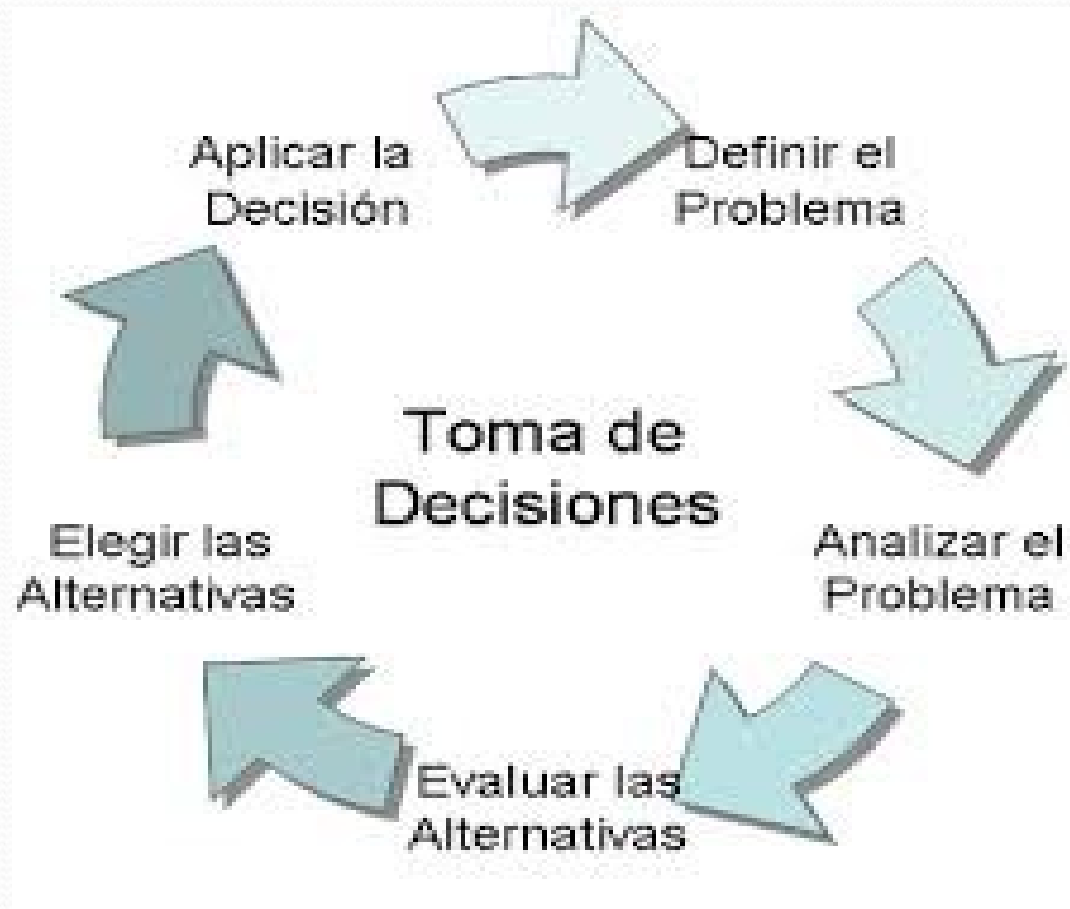 Aplicar la
Decisión
Definir el
Problema
Toma de
Decisiones
Elegir las
Alternativas
Analizar el
Problema
Evaluar las
Alternativas